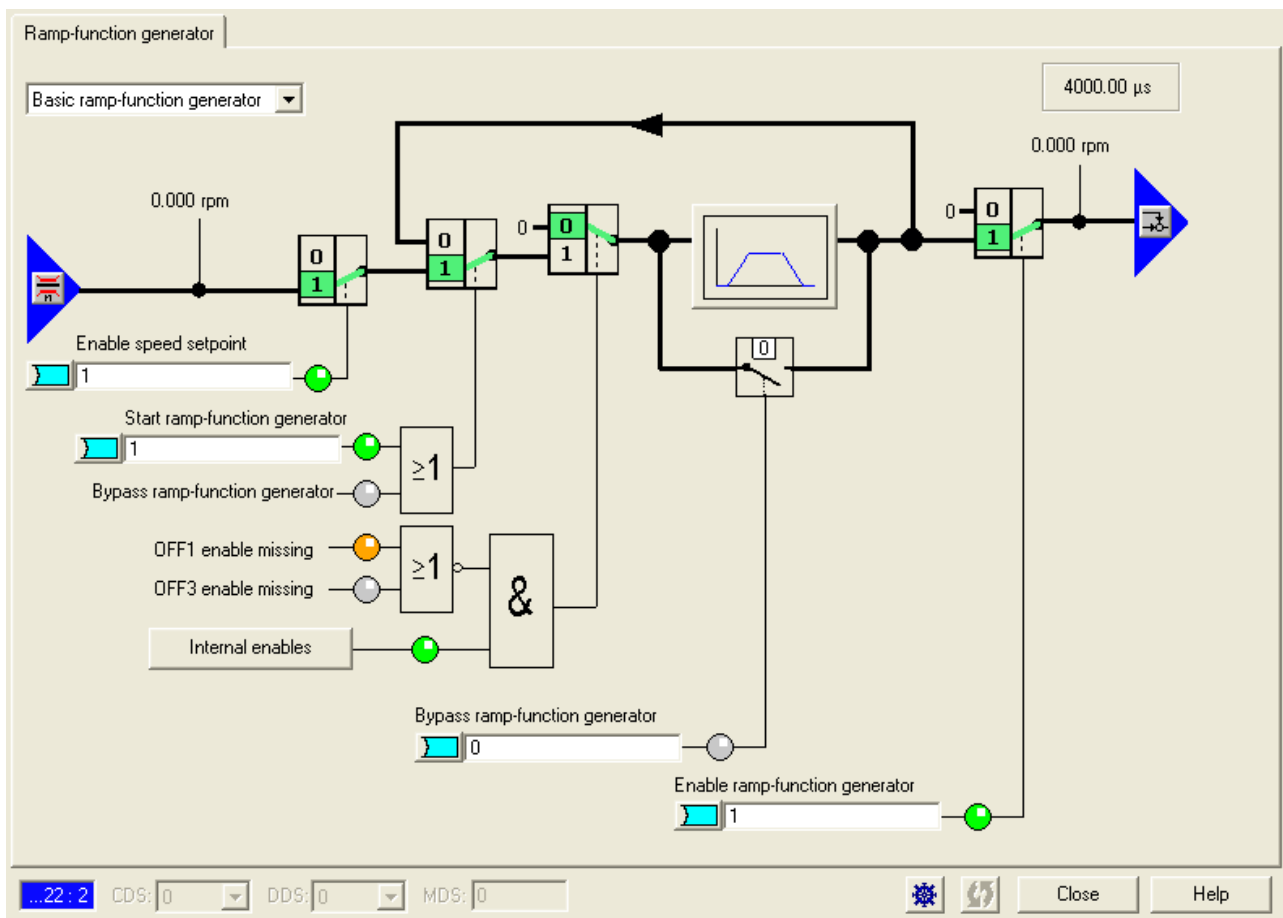 Ramp-function generator
Basic ramp-function generator
4000.00 µs
0.000 rpm
0.000 rpm
0
1
0
1
0
0
1
0
0
1
n
Enable speed setpoint
1
0
Start ramp-function generator
1
≥1
Bypass ramp-function generator
OFF1 enable missing
≥1
OFF3 enable missing
&
Internal enables
Bypass ramp-function generator
0
Enable ramp-function generator
1
...22 : 2 CDS: 0 DDS: 0 MDS: 0 Close Help